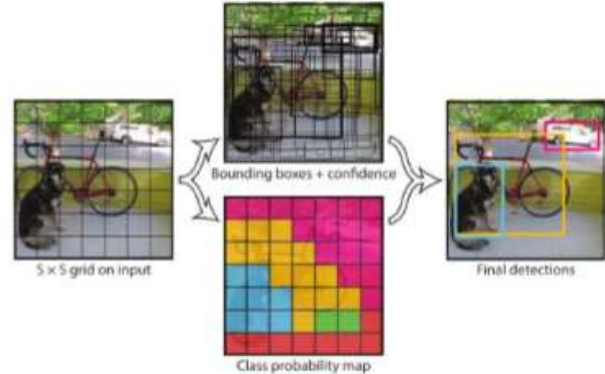 Bounding boxes + confidence
S × S grid on input
Final detections
Class probability map